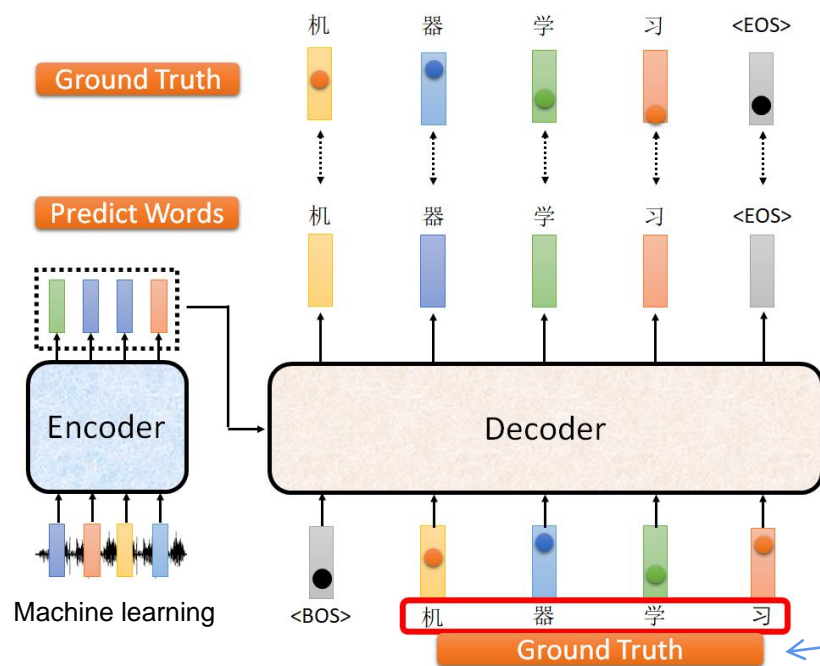 机 器 学 习 <EOS>
Ground Truth
Predict Words
机 器 学 习 <EOS>
Encoder
Decoder
Machine learning
<BOS> 机 器 学 习
Ground Truth